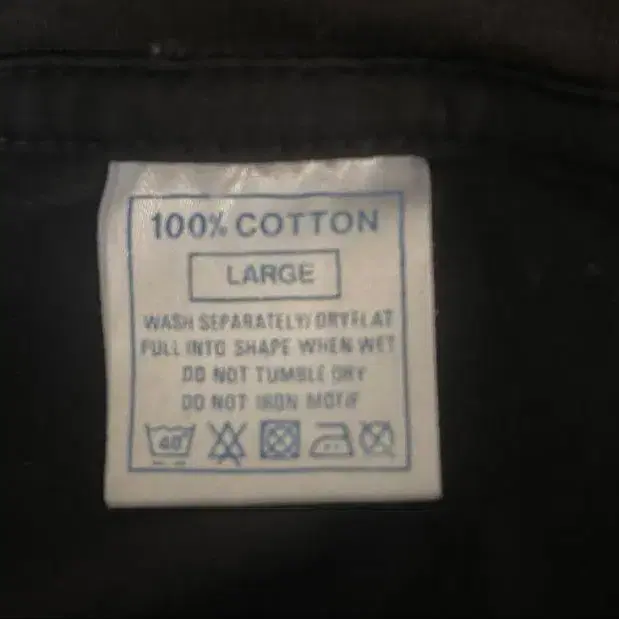 100% COTTON
LARGE
WASH SEPARATELY/DRY FLAT
PULL INTO SHAPE WHEN WET
DO NOT TUMBLE DRY
DO NOT IRON MOTIF
40